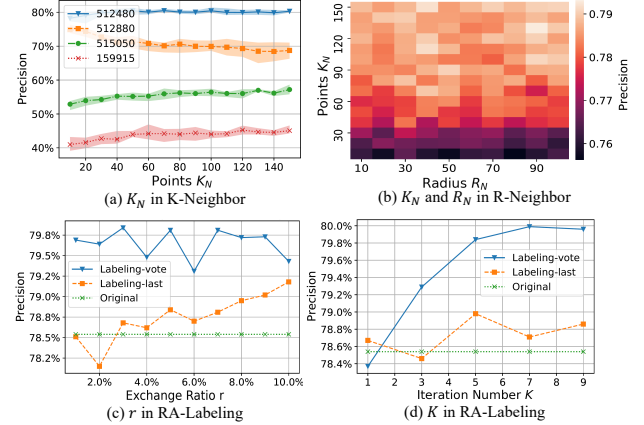 80%
70%
60%
50%
40%
Precision
512480
512880
515050
159915
20 40 60 80 100 120 140
Points K_N
(a) K_N in K-Neighbor
150
120
90
60
30
Points K_N
10 30 50 70 90
Radius R_N
0.79
0.78
0.77
0.76
Precision
(b) K_N and R_N in R-Neighbor
79.8%
79.5%
79.2%
79.0%
78.8%
78.5%
78.2%
Precision
Labeling-vote
Labeling-last
Original
2.0% 4.0% 6.0% 8.0% 10.0%
Exchange Ratio r
(c) r in RA-Labeling
80.0%
79.8%
79.6%
79.4%
79.2%
79.0%
78.8%
78.6%
78.4%
Precision
Labeling-vote
Labeling-last
Original
1 3 5 7 9
Iteration Number K
(d) K in RA-Labeling